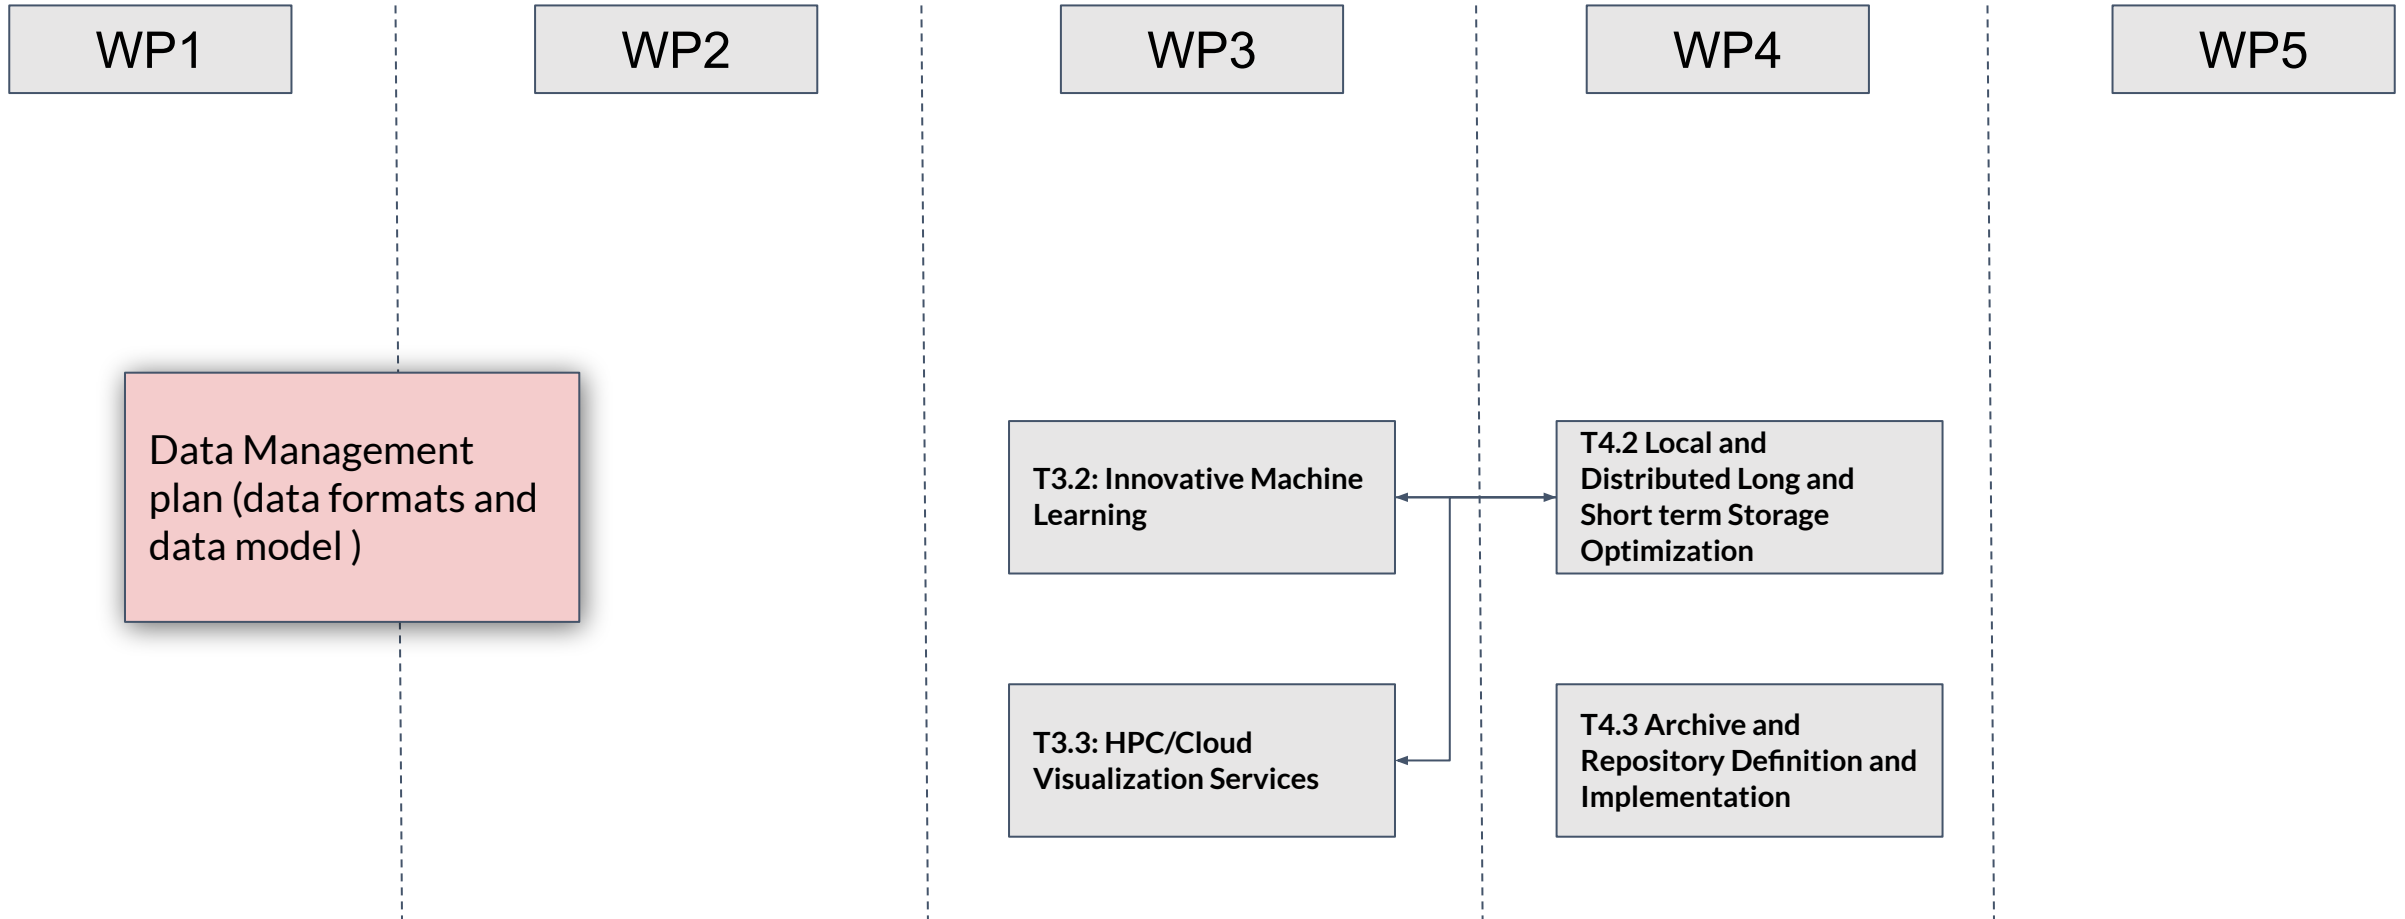 WP1
WP2
WP3
WP4
WP5
Data Management
plan (data formats and
data model )
T3.2: Innovative Machine
Learning
T4.2 Local and
Distributed Long and
Short term Storage
Optimization
T3.3: HPC/Cloud
Visualization Services
T4.3 Archive and
Repository Definition and
Implementation